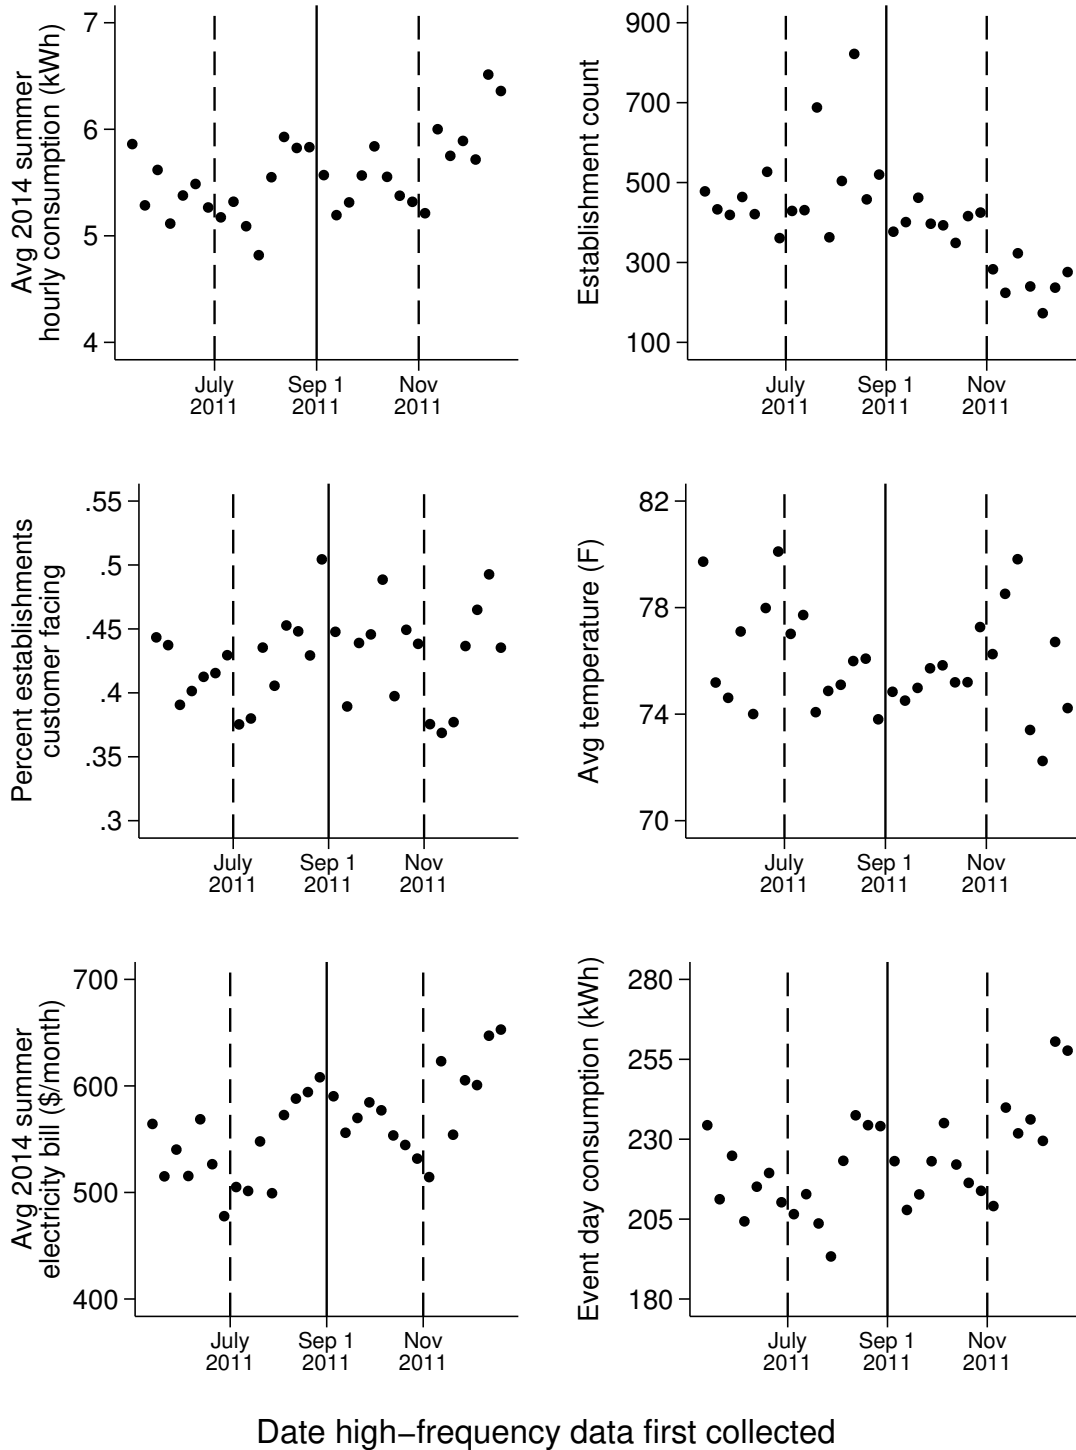 Avg 2014 summer
hourly consumption (kWh)
7
6
5
4
July
2011
Sep 1
2011
Nov
2011
Establishment count
900
700
500
300
100
July
2011
Sep 1
2011
Nov
2011
Percent establishments
customer facing
.55
.5
.45
.4
.35
.3
July
2011
Sep 1
2011
Nov
2011
Avg temperature (F)
82
78
74
70
July
2011
Sep 1
2011
Nov
2011
Avg 2014 summer
electricity bill ($/month)
700
600
500
400
July
2011
Sep 1
2011
Nov
2011
Event day consumption (kWh)
280
255
230
205
180
July
2011
Sep 1
2011
Nov
2011
Date high−frequency data first collected